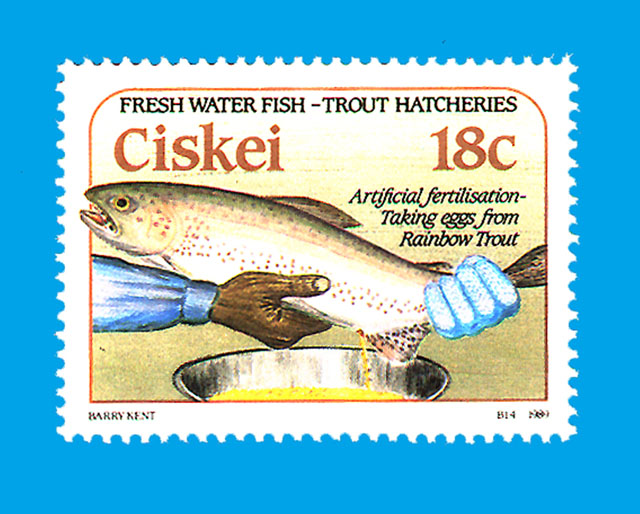 FRESH WATER FISH – TROUT HATCHERIES
Ciskei 18c
Artificial fertilisation-
Taking eggs from
Rainbow Trout
BARRY KENT B14 1989